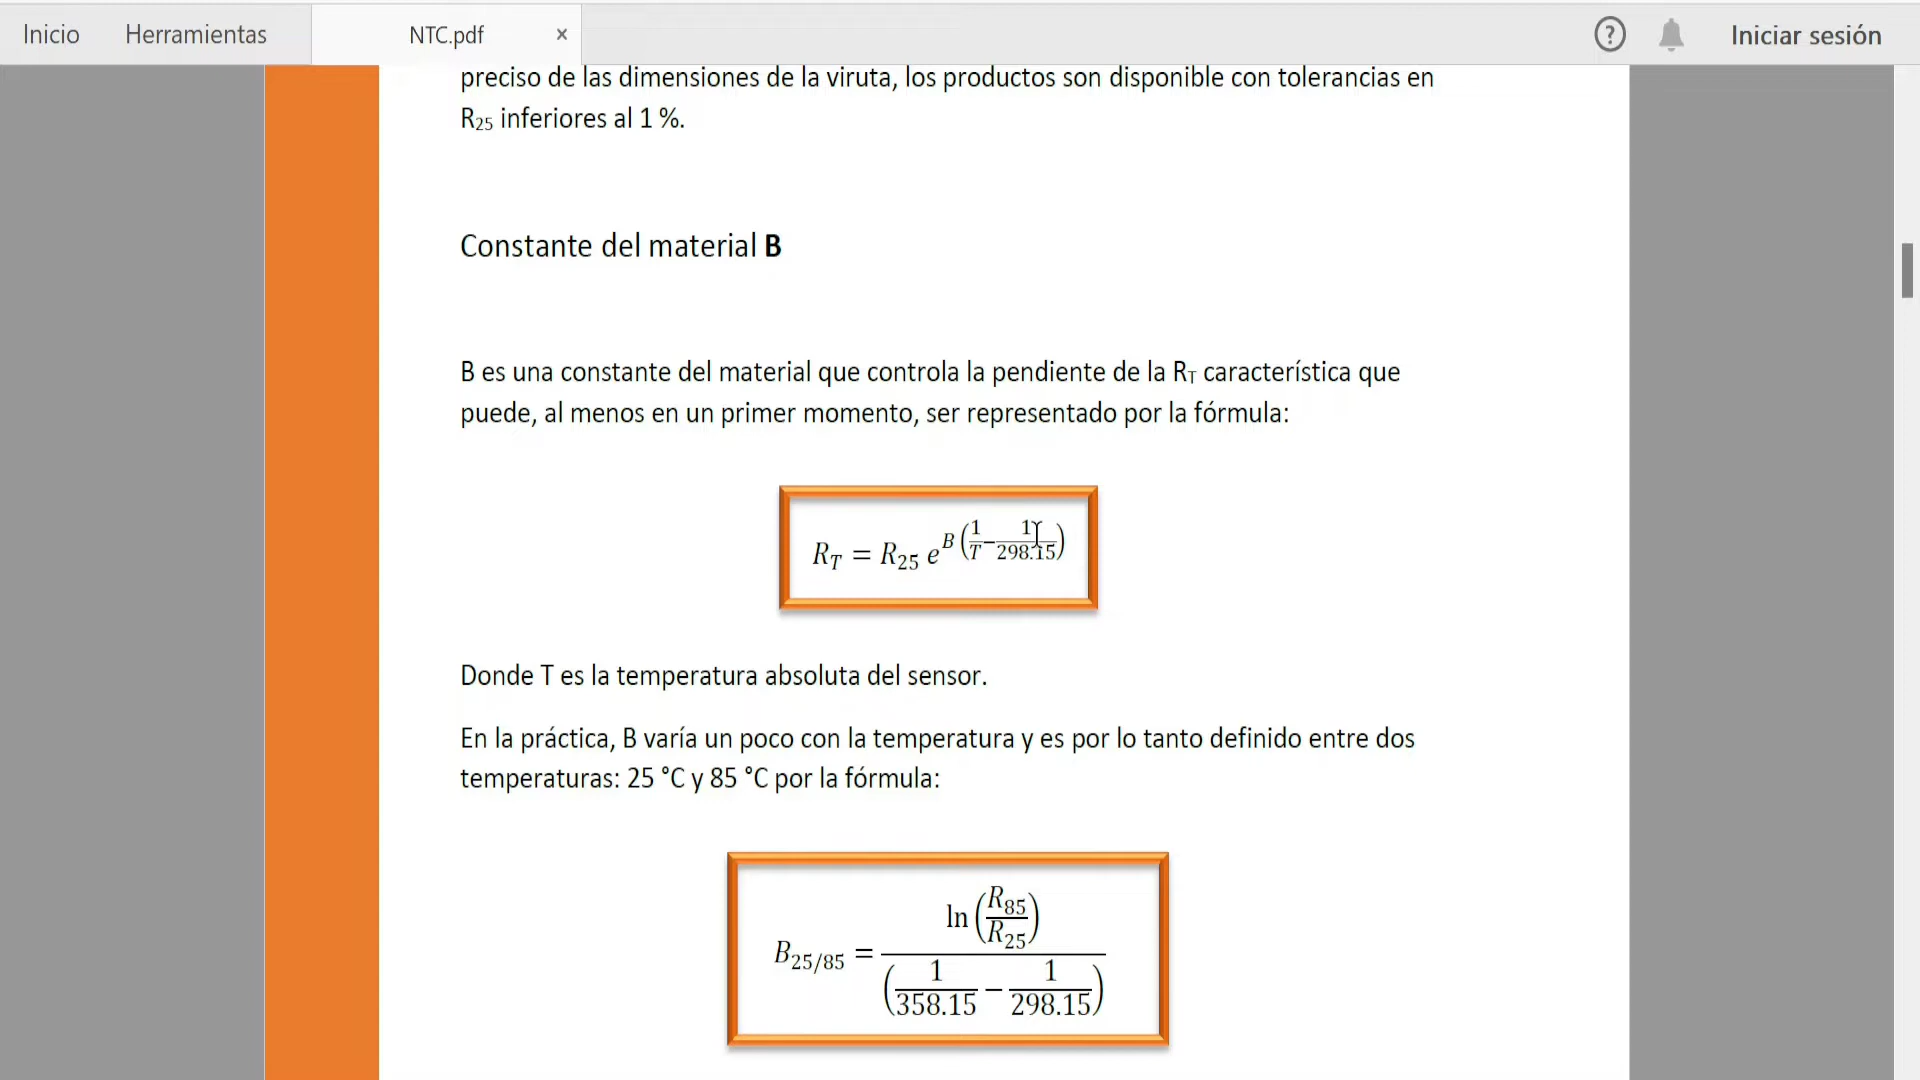 Inicio Herramientas NTC.pdf × ? Iniciar sesión
preciso de las dimensiones de la viruta, los productos son disponible con tolerancias en
R₂₅ inferiores al 1 %.
Constante del material B
B es una constante del material que controla la pendiente de la R_T característica que
puede, al menos en un primer momento, ser representado por la fórmula:
R_T = R₂₅ e^{B (1/T − 1/298.15)}
Donde T es la temperatura absoluta del sensor.
En la práctica, B varía un poco con la temperatura y es por lo tanto definido entre dos
temperaturas: 25 °C y 85 °C por la fórmula:
B_{25/85} = ln(R₈₅/R₂₅) / (1/358.15 − 1/298.15)